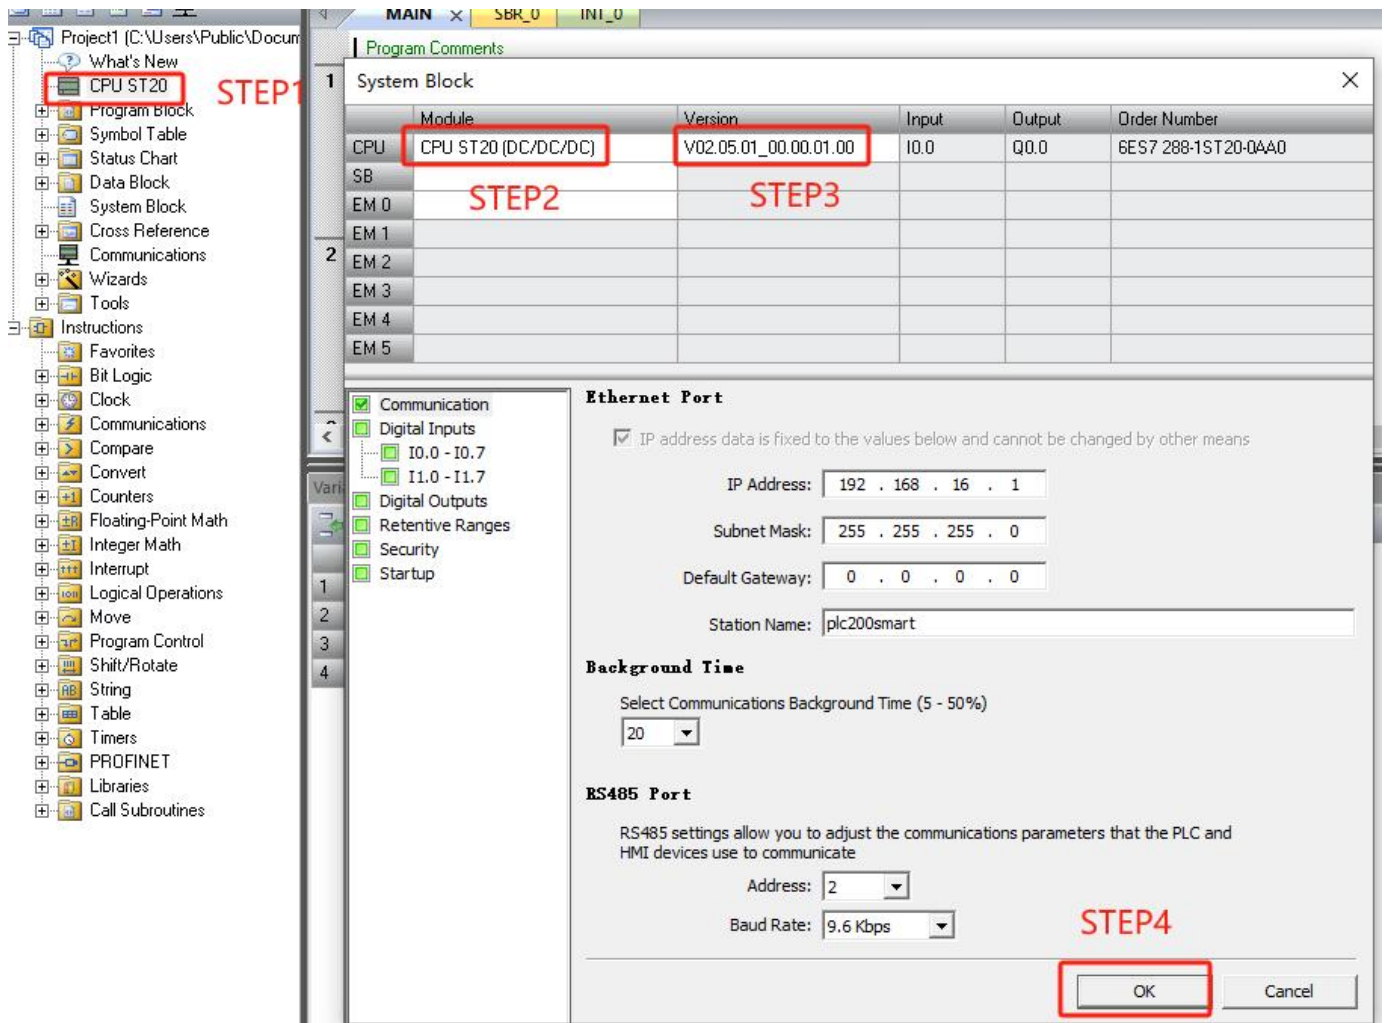 MAIN
SBR_0
INT_0
Project1 (C:\Users\Public\Docum
What's New
CPU ST20
STEP1
Program Block
Symbol Table
Status Chart
Data Block
System Block
Cross Reference
Communications
Wizards
Tools
Instructions
Favorites
Bit Logic
Clock
Communications
Compare
Convert
Counters
Floating-Point Math
Integer Math
Interrupt
Logical Operations
Move
Program Control
Shift/Rotate
String
Table
Timers
PROFINET
Libraries
Call Subroutines
Program Comments
1
2
System Block
Module Version Input Output Order Number
CPU CPU ST20 (DC/DC/DC) V02.05.01_00.00.01.00 I0.0 Q0.0 6ES7 288-1ST20-0AA0
SB
STEP2 STEP3
EM 0
EM 1
EM 2
EM 3
EM 4
EM 5
Communication
Digital Inputs
I0.0 - I0.7
I1.0 - I1.7
Digital Outputs
Retentive Ranges
Security
Startup
Vari
1
2
3
4
Ethernet Port
IP address data is fixed to the values below and cannot be changed by other means
IP Address: 192 . 168 . 16 . 1
Subnet Mask: 255 . 255 . 255 . 0
Default Gateway: 0 . 0 . 0 . 0
Station Name: plc200smart
Background Time
Select Communications Background Time (5 - 50%)
20
RS485 Port
RS485 settings allow you to adjust the communications parameters that the PLC and
HMI devices use to communicate
Address: 2
Baud Rate: 9.6 Kbps
STEP4
OK Cancel